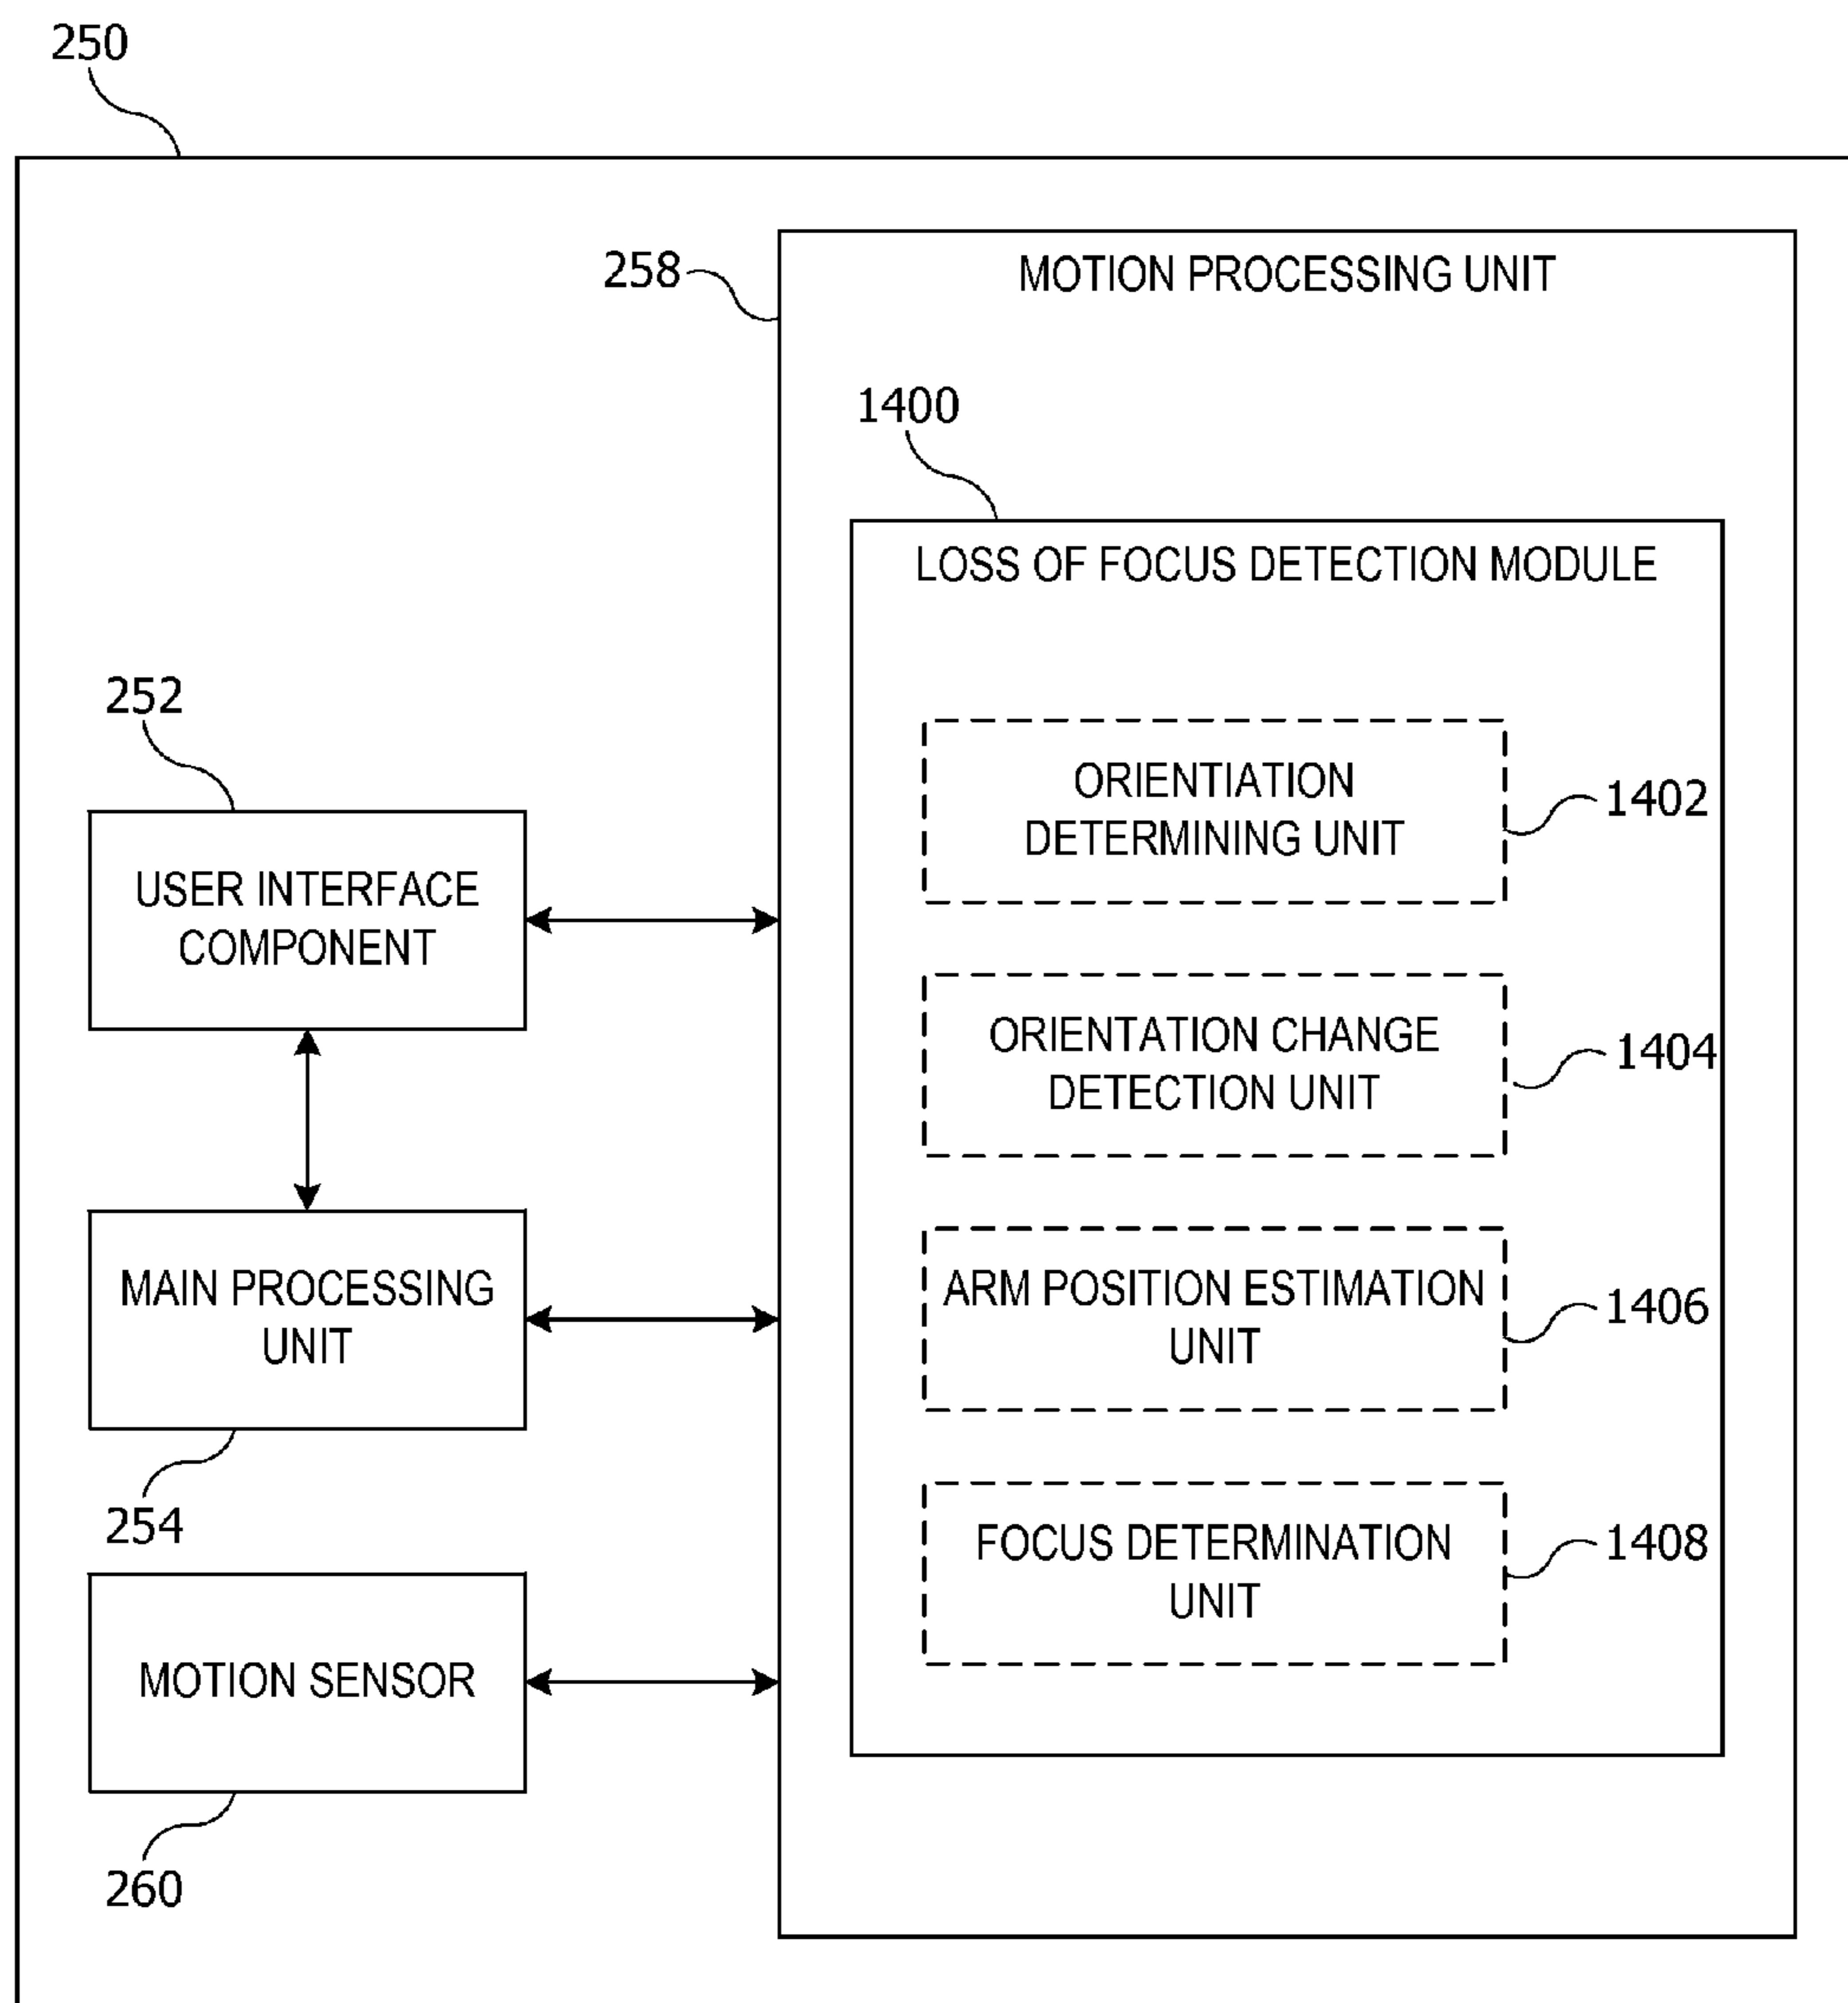 250
258
MOTION PROCESSING UNIT
1400
LOSS OF FOCUS DETECTION MODULE
252
USER INTERFACE
COMPONENT
ORIENTIATION
DETERMINING UNIT
1402
ORIENTATION CHANGE
DETECTION UNIT
1404
MAIN PROCESSING
UNIT
254
ARM POSITION ESTIMATION
UNIT
1406
MOTION SENSOR
260
FOCUS DETERMINATION
UNIT
1408